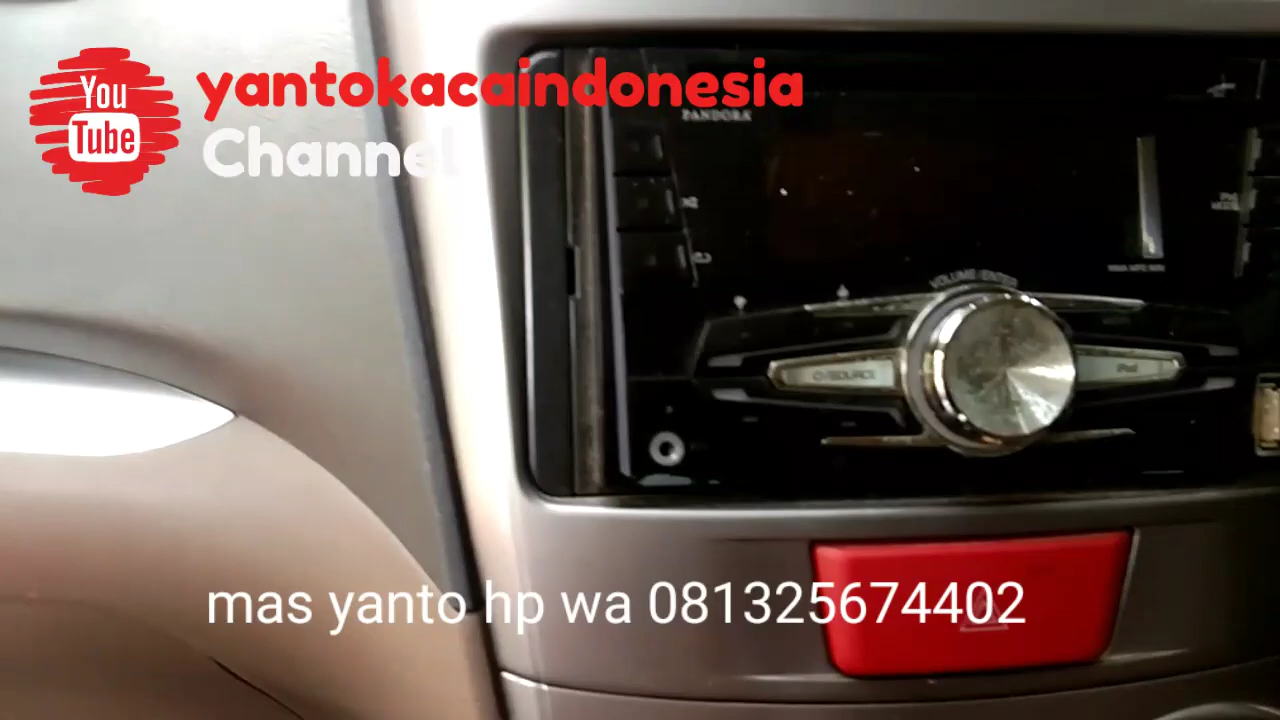 You
Tube
yantokacaindonesia
Channel
PANDORA
VOLUME/ENTER
SOURCE
iPod
mas yanto hp wa 081325674402